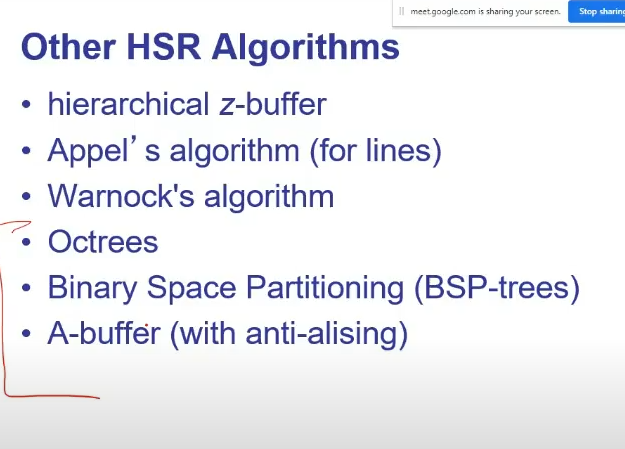 meet.google.com is sharing your screen.
Stop sharing
Other HSR Algorithms
• hierarchical z-buffer
• Appel’s algorithm (for lines)
• Warnock's algorithm
• Octrees
• Binary Space Partitioning (BSP-trees)
• A-buffer (with anti-alising)